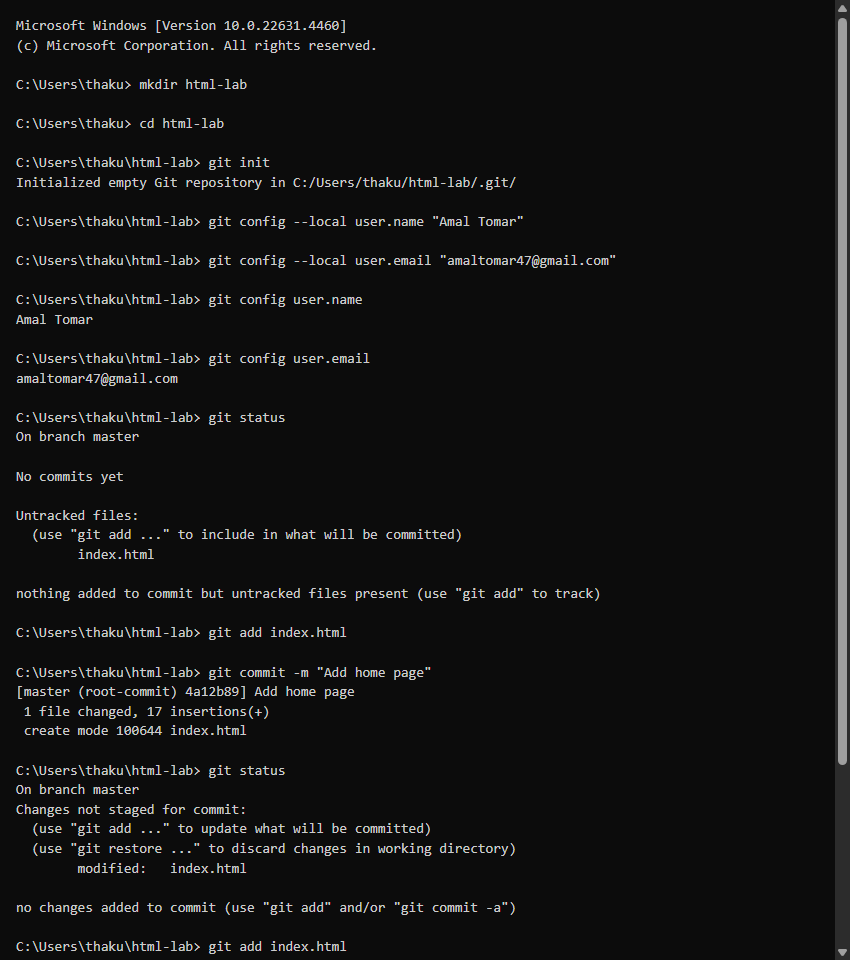 Microsoft Windows [Version 10.0.22631.4460]
(c) Microsoft Corporation. All rights reserved.
C:\Users\thaku> mkdir html-lab
C:\Users\thaku> cd html-lab
C:\Users\thaku\html-lab> git init
Initialized empty Git repository in C:/Users/thaku/html-lab/.git/
C:\Users\thaku\html-lab> git config --local user.name "Amal Tomar"
C:\Users\thaku\html-lab> git config --local user.email "amaltomar47@gmail.com"
C:\Users\thaku\html-lab> git config user.name
Amal Tomar
C:\Users\thaku\html-lab> git config user.email
amaltomar47@gmail.com
C:\Users\thaku\html-lab> git status
On branch master
No commits yet
Untracked files:
  (use "git add ..." to include in what will be committed)
        index.html
nothing added to commit but untracked files present (use "git add" to track)
C:\Users\thaku\html-lab> git add index.html
C:\Users\thaku\html-lab> git commit -m "Add home page"
[master (root-commit) 4a12b89] Add home page
 1 file changed, 17 insertions(+)
 create mode 100644 index.html
C:\Users\thaku\html-lab> git status
On branch master
Changes not staged for commit:
  (use "git add ..." to update what will be committed)
  (use "git restore ..." to discard changes in working directory)
        modified:   index.html
no changes added to commit (use "git add" and/or "git commit -a")
C:\Users\thaku\html-lab> git add index.html